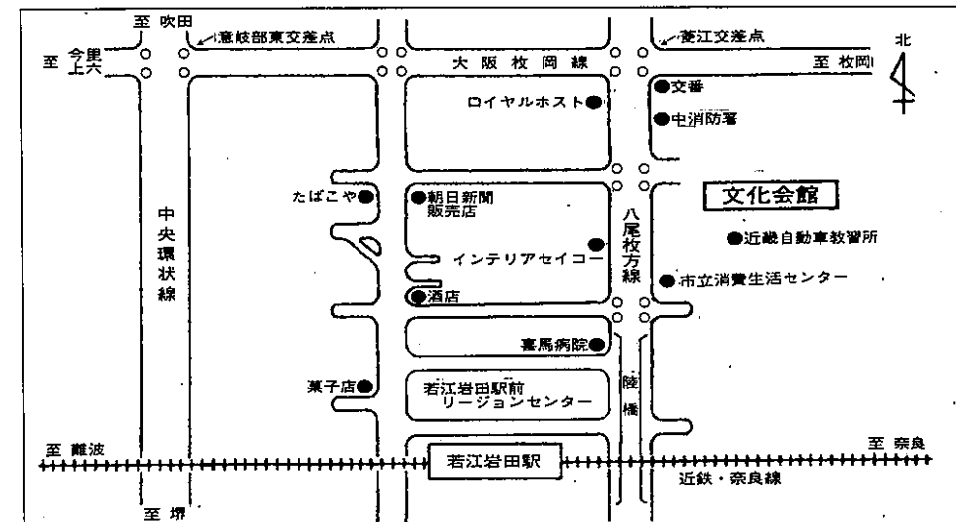 至 吹田
意岐部東交差点
菱江交差点
北
至 今里
上六
大阪枚岡線
至 枚岡
交番
ロイヤルホスト
中消防署
たばこや
朝日新聞
販売店
文化会館
中央環状線
八尾枚方線
近畿自動車教習所
インテリアセイコー
市立消費生活センター
酒店
喜馬病院
菓子店
若江岩田駅前
リージョンセンター
陸橋
至 難波
若江岩田駅
至 奈良
近鉄・奈良線
至 堺